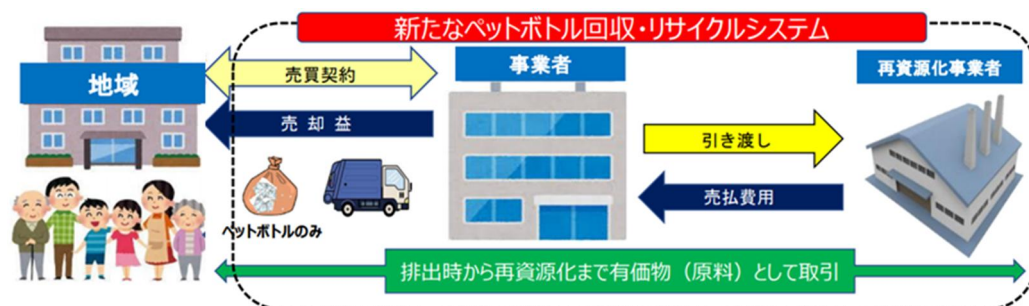 新たなペットボトル回収・リサイクルシステム
地域
売買契約
事業者
再資源化事業者
売却益
引き渡し
売払費用
ペットボトルのみ
排出時から再資源化まで有価物（原料）として取引